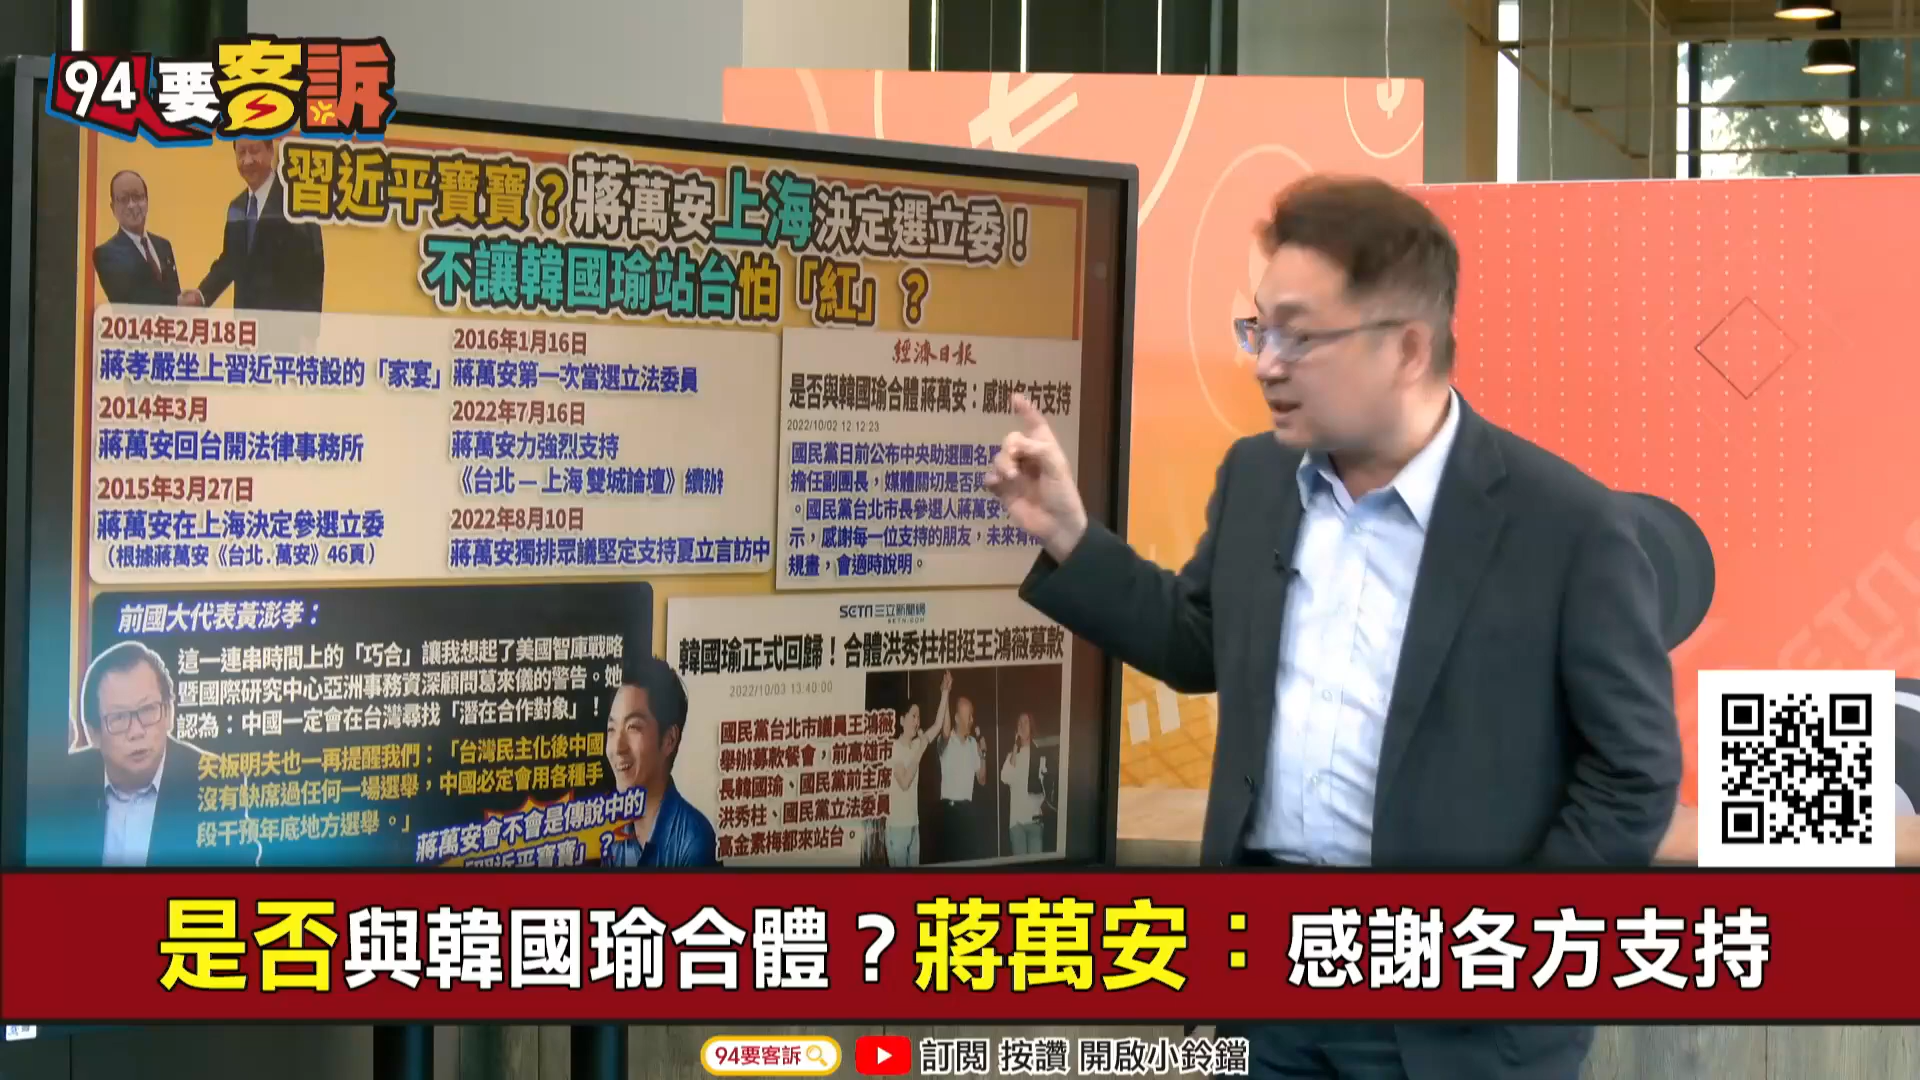 94要客訴
習近平寶寶？蔣萬安上海決定選立委！
不讓韓國瑜站台怕「紅」？
2014年2月18日
蔣孝嚴坐上習近平特設的「家宴」
2014年3月
蔣萬安回台開法律事務所
2015年3月27日
蔣萬安在上海決定參選立委
（根據蔣萬安《台北.萬安》46頁）
2016年1月16日
蔣萬安第一次當選立法委員
2022年7月16日
蔣萬安力強烈支持
《台北—上海 雙城論壇》續辦
2022年8月10日
蔣萬安獨排眾議堅定支持夏立言訪中
經濟日報
是否與韓國瑜合體 蔣萬安：感謝各方支持
2022/10/02 12:12:23
國民黨日前公布中央助選團名
擔任副團長，媒體關切是否與
。國民黨台北市長參選人蔣萬安
示，感謝每一位支持的朋友，未來有
規畫，會適時說明。
前國大代表黃澎孝：
這一連串時間上的「巧合」讓我想起了美國智庫戰略
暨國際研究中心亞洲事務資深顧問葛來儀的警告。她
認為：中國一定會在台灣尋找「潛在合作對象」！
矢板明夫也一再提醒我們：「台灣民主化後中國
沒有缺席過任何一場選舉，中國必定會用各種手
段干預年底地方選舉。」
蔣萬安會不會是傳說中的
「習近平寶寶」？
SETN三立新聞網
SETN.COM
韓國瑜正式回歸！合體洪秀柱相挺王鴻薇募款
2022/10/03 13:40:00
國民黨台北市議員王鴻薇
舉辦募款餐會，前高雄市
長韓國瑜、國民黨前主席
洪秀柱、國民黨立法委員
高金素梅都來站台。
是否與韓國瑜合體？蔣萬安：感謝各方支持
94要客訴
訂閱 按讚 開啟小鈴鐺